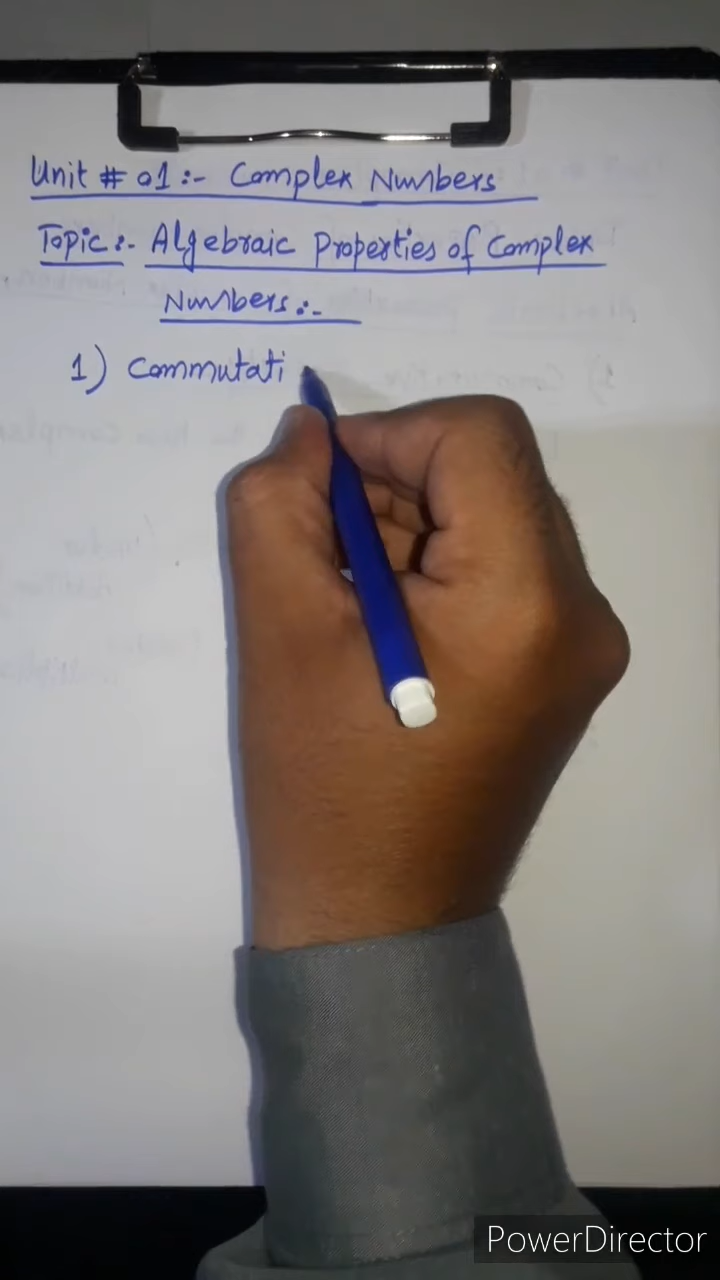 Unit # 01 :- Complex Numbers
Topic :- Algebraic Properties of Complex
Numbers :-
1) Commutati
PowerDirector